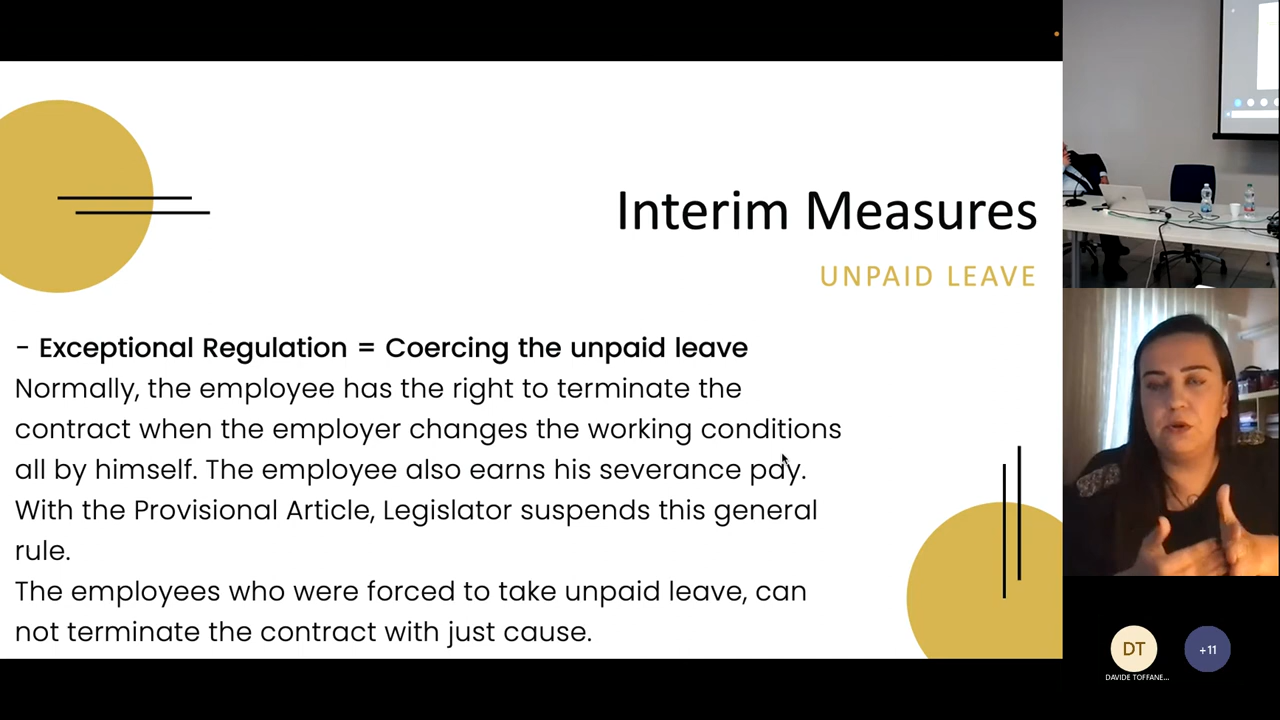 Interim Measures
UNPAID LEAVE
- Exceptional Regulation = Coercing the unpaid leave
Normally, the employee has the right to terminate the
contract when the employer changes the working conditions
all by himself. The employee also earns his severance pay.
With the Provisional Article, Legislator suspends this general
rule.
The employees who were forced to take unpaid leave, can
not terminate the contract with just cause.
DT
+11
DAVIDE TOFFANE...